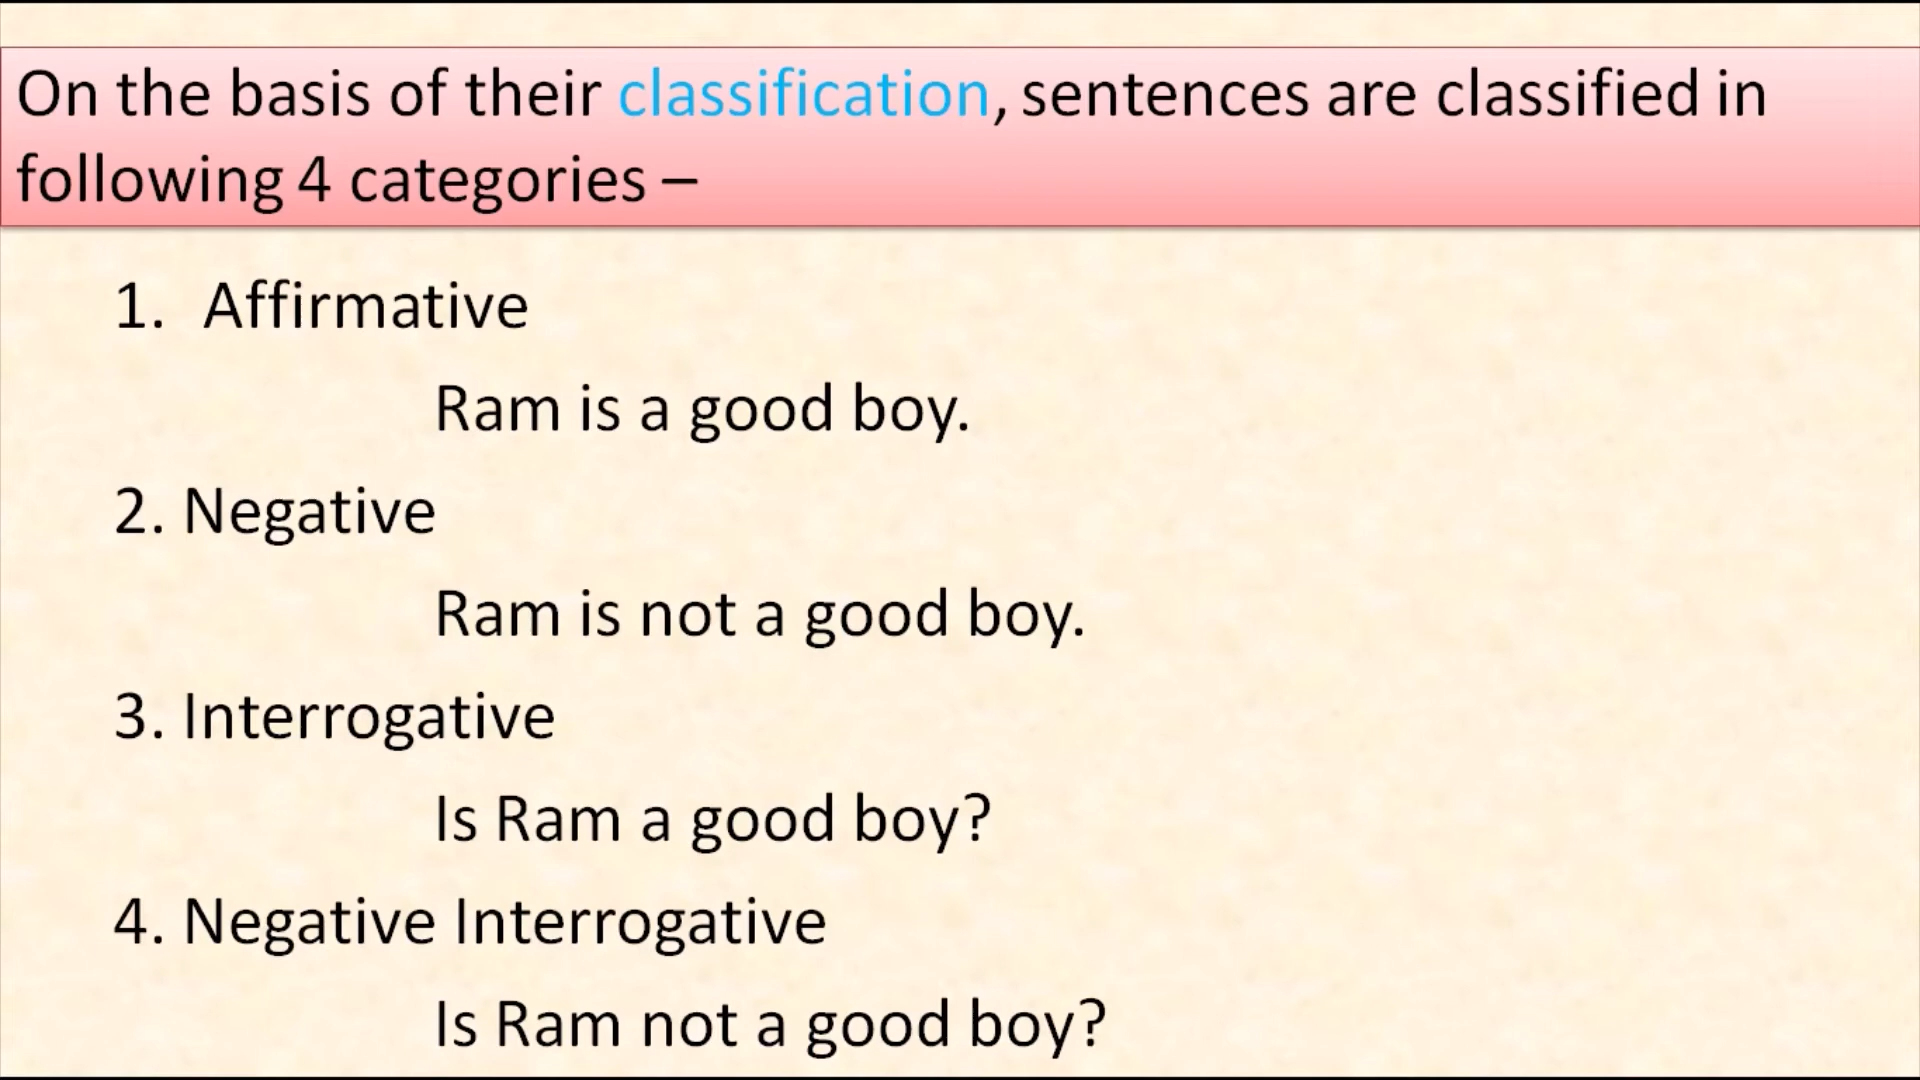 On the basis of their classification, sentences are classified in
following 4 categories –
1. Affirmative
Ram is a good boy.
2. Negative
Ram is not a good boy.
3. Interrogative
Is Ram a good boy?
4. Negative Interrogative
Is Ram not a good boy?